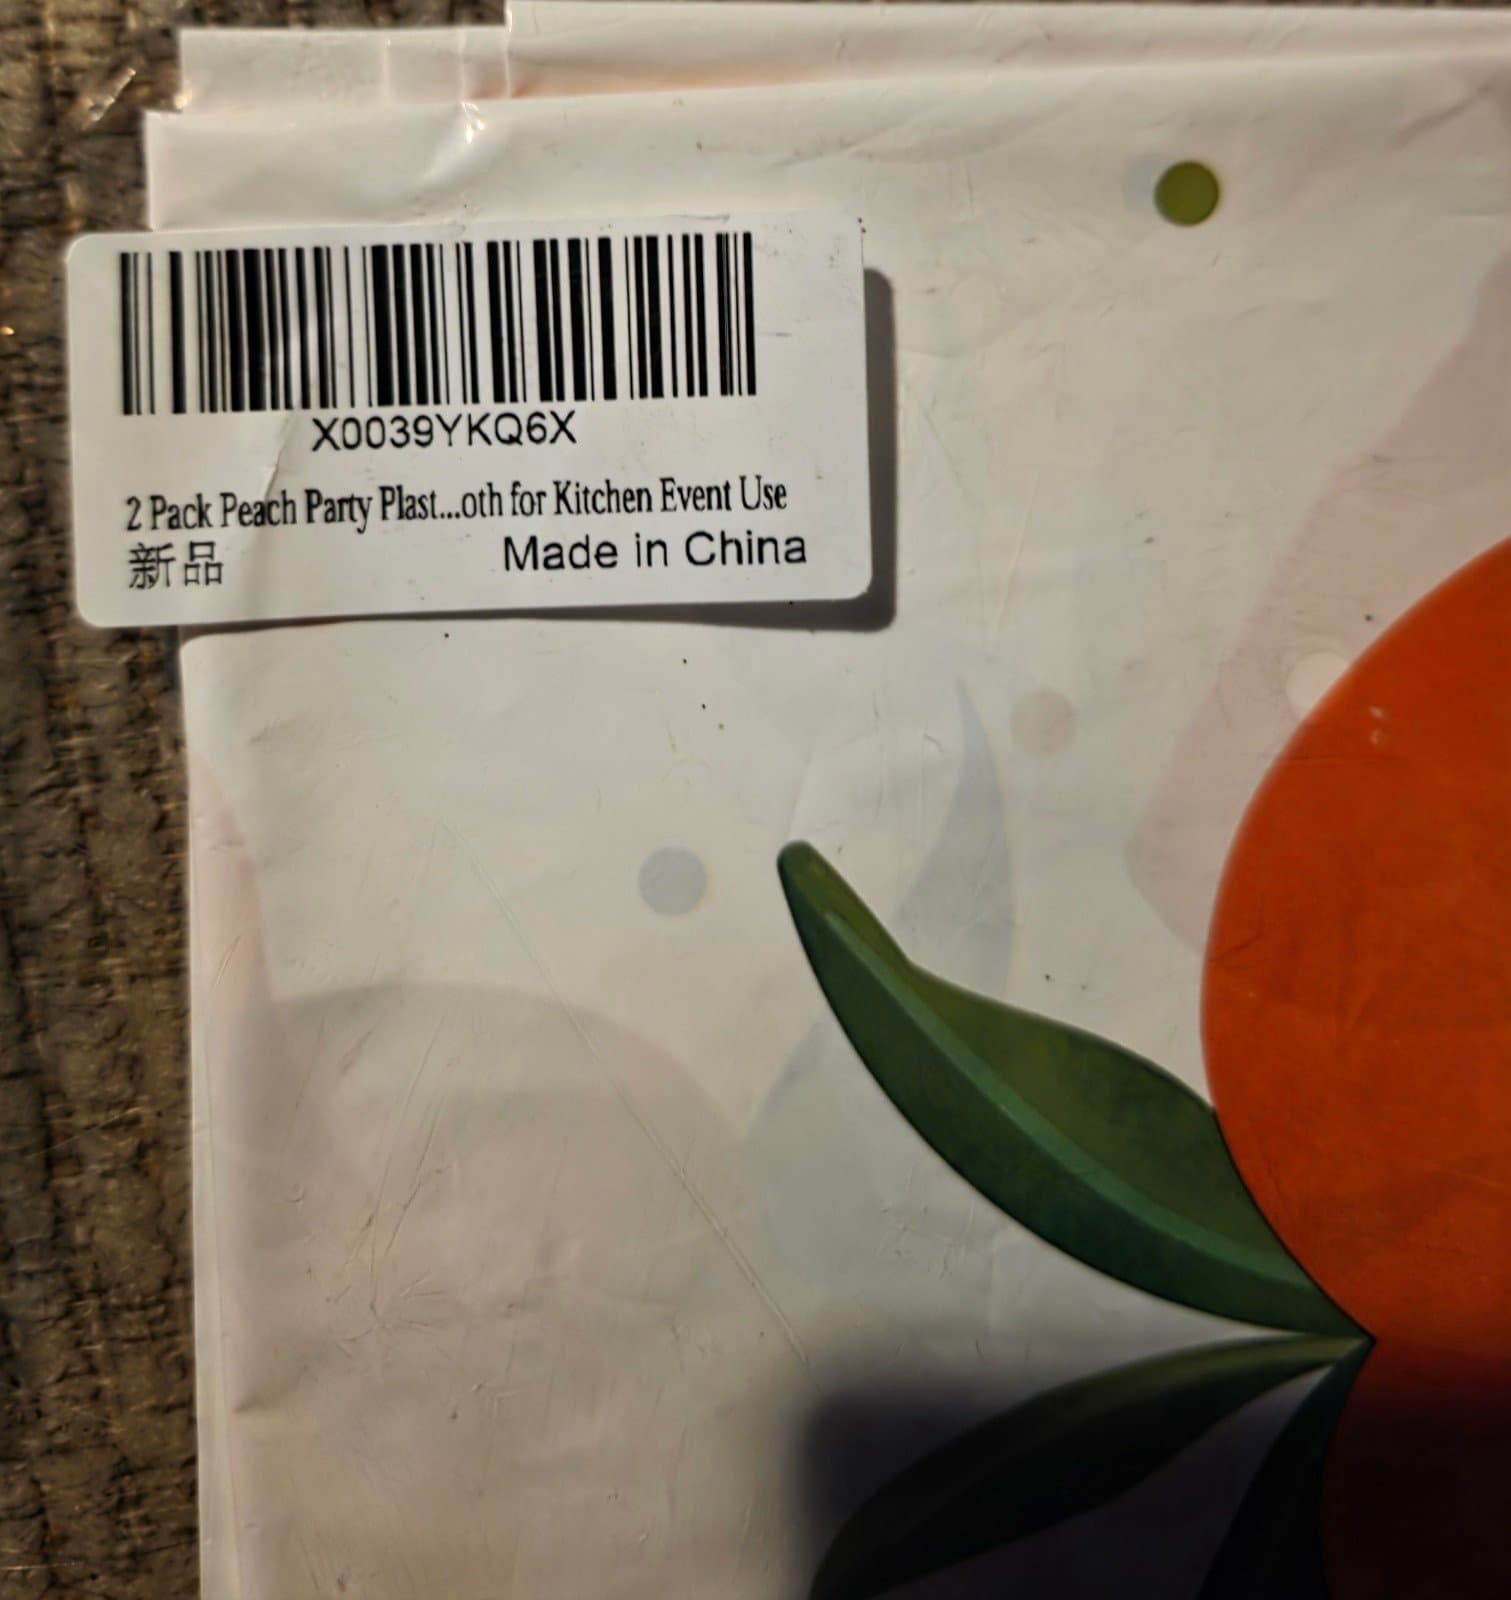 X0039YKQ6X
2 Pack Peach Party Plast...oth for Kitchen Event Use
新品 Made in China